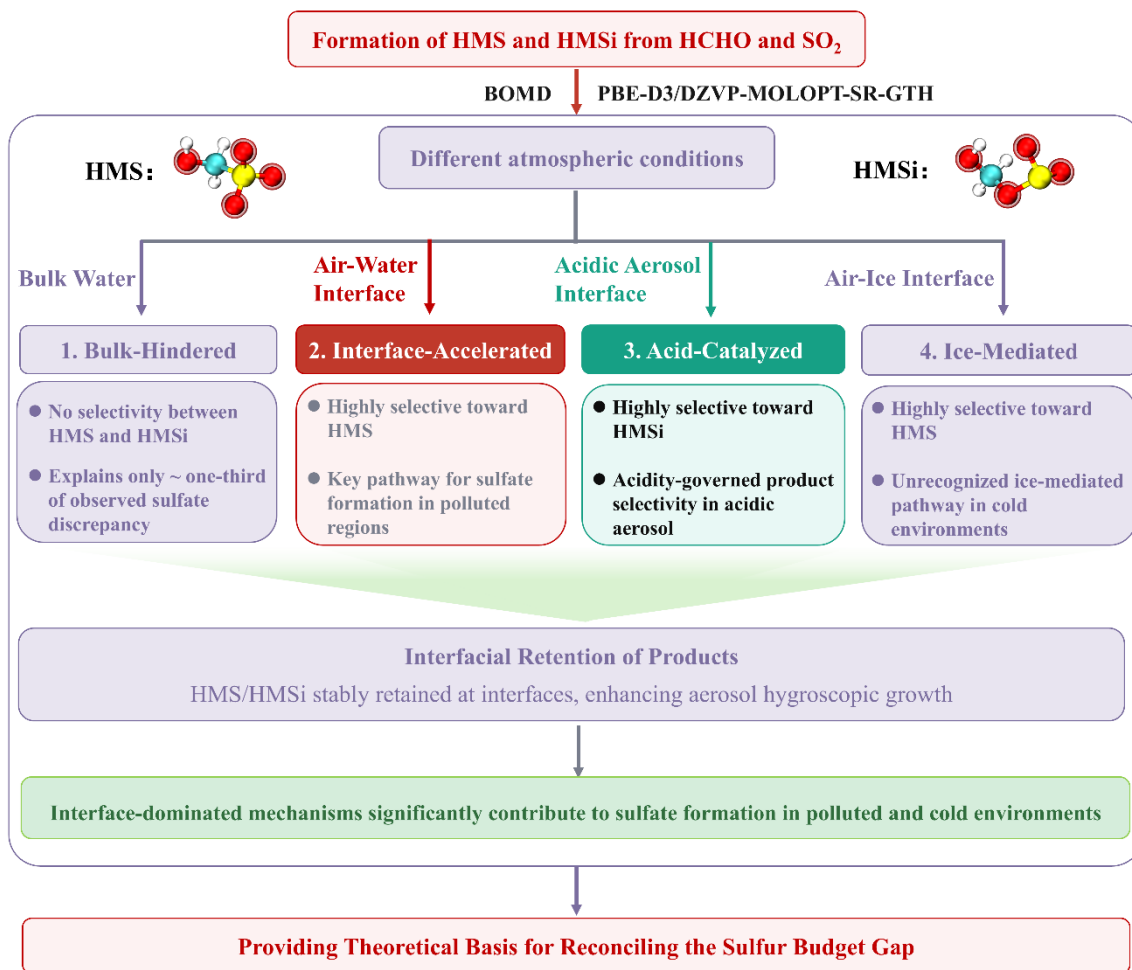 Formation of HMS and HMSi from HCHO and SO₂
BOMD
PBE-D3/DZVP-MOLOPT-SR-GTH
HMS:
Different atmospheric conditions
HMSi:
Bulk Water
Air-Water
Interface
Acidic Aerosol
Interface
Air-Ice Interface
1. Bulk-Hindered
● No selectivity between
HMS and HMSi
● Explains only ~ one-third
of observed sulfate
discrepancy
2. Interface-Accelerated
● Highly selective toward
HMS
● Key pathway for sulfate
formation in polluted
regions
3. Acid-Catalyzed
● Highly selective toward
HMSi
● Acidity-governed product
selectivity in acidic
aerosol
4. Ice-Mediated
● Highly selective toward
HMS
● Unrecognized ice-mediated
pathway in cold
environments
Interfacial Retention of Products
HMS/HMSi stably retained at interfaces, enhancing aerosol hygroscopic growth
Interface-dominated mechanisms significantly contribute to sulfate formation in polluted and cold environments
Providing Theoretical Basis for Reconciling the Sulfur Budget Gap